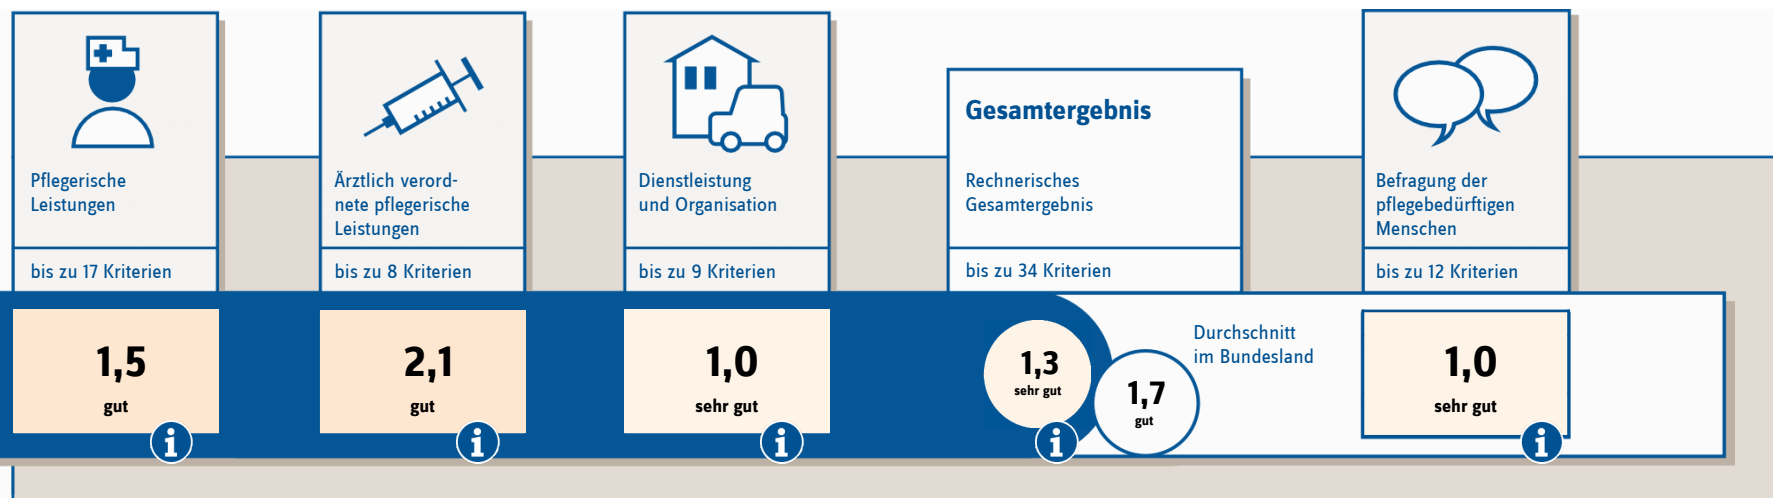 Pflegerische
Leistungen
bis zu 17 Kriterien
1,5
gut
i
Ärztlich verord-
nete pflegerische
Leistungen
bis zu 8 Kriterien
2,1
gut
i
Dienstleistung
und Organisation
bis zu 9 Kriterien
1,0
sehr gut
i
Gesamtergebnis
Rechnerisches
Gesamtergebnis
bis zu 34 Kriterien
1,3
sehr gut
i
1,7
gut
Durchschnitt
im Bundesland
Befragung der
pflegebedürftigen
Menschen
bis zu 12 Kriterien
1,0
sehr gut
i